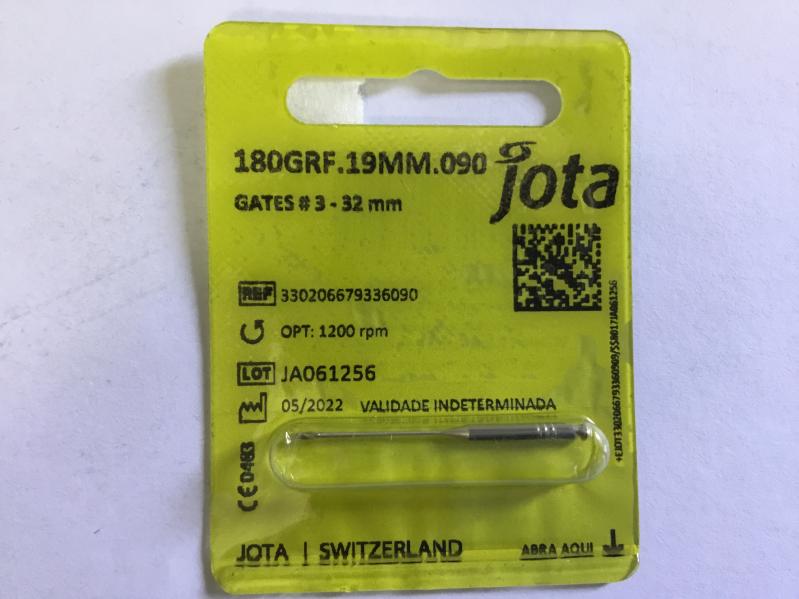 180GRF.19MM.090
jota
GATES # 3 - 32 mm
REF 330206679336090
OPT: 1200 rpm
LOT JA061256
05/2022 VALIDADE INDETERMINADA
CE 0483
JOTA | SWITZERLAND
ABRA AQUI